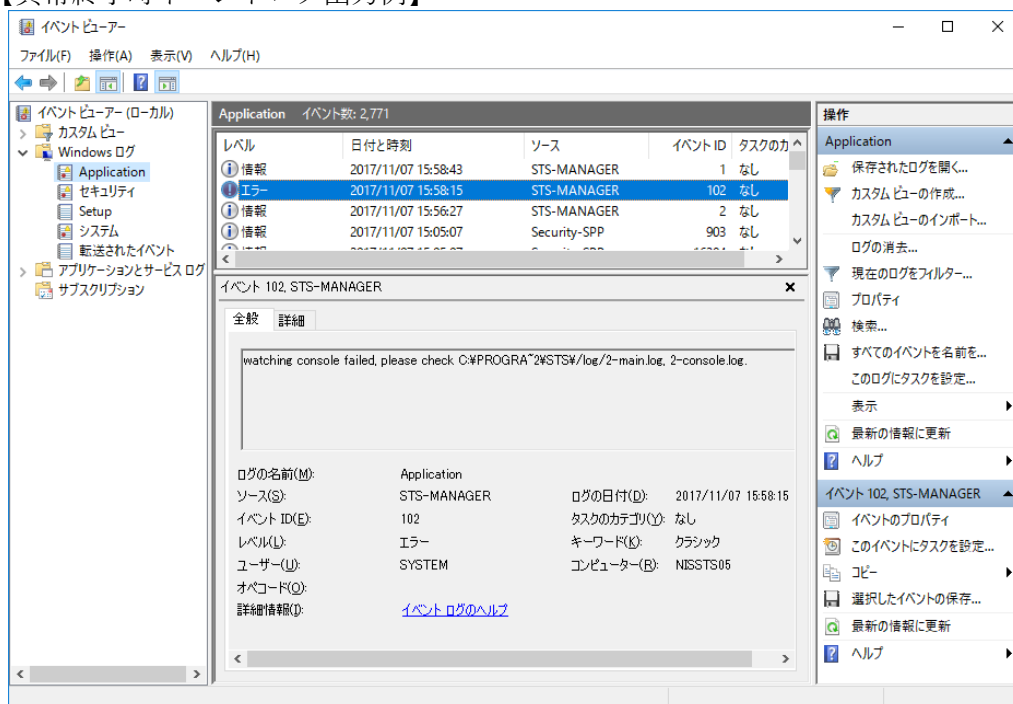 イベント ビューアー
ファイル(F) 操作(A) 表示(V) ヘルプ(H)
イベント ビューアー (ローカル)
カスタム ビュー
Windows ログ
Application
セキュリティ
Setup
システム
転送されたイベント
アプリケーションとサービス ログ
サブスクリプション
Application イベント数: 2,771
レベル 日付と時刻 ソース イベント ID タスクのカ
情報 2017/11/07 15:58:43 STS-MANAGER 1 なし
エラー 2017/11/07 15:58:15 STS-MANAGER 102 なし
情報 2017/11/07 15:56:27 STS-MANAGER 2 なし
情報 2017/11/07 15:05:07 Security-SPP 903 なし
イベント 102, STS-MANAGER
全般 詳細
watching console failed, please check C:¥PROGRA~2¥STS¥/log/2-main.log, 2-console.log.
ログの名前(M): Application
ソース(S): STS-MANAGER ログの日付(D): 2017/11/07 15:58:15
イベント ID(E): 102 タスクのカテゴリ(Y): なし
レベル(L): エラー キーワード(K): クラシック
ユーザー(U): SYSTEM コンピューター(R): NISSTS05
オペコード(O):
詳細情報(I): イベント ログのヘルプ
操作
Application
保存されたログを開く...
カスタム ビューの作成...
カスタム ビューのインポート...
ログの消去...
現在のログをフィルター...
プロパティ
検索...
すべてのイベントを名前を...
このログにタスクを設定...
表示
最新の情報に更新
ヘルプ
イベント 102, STS-MANAGER
イベントのプロパティ
このイベントにタスクを設定...
コピー
選択したイベントの保存...
最新の情報に更新
ヘルプ